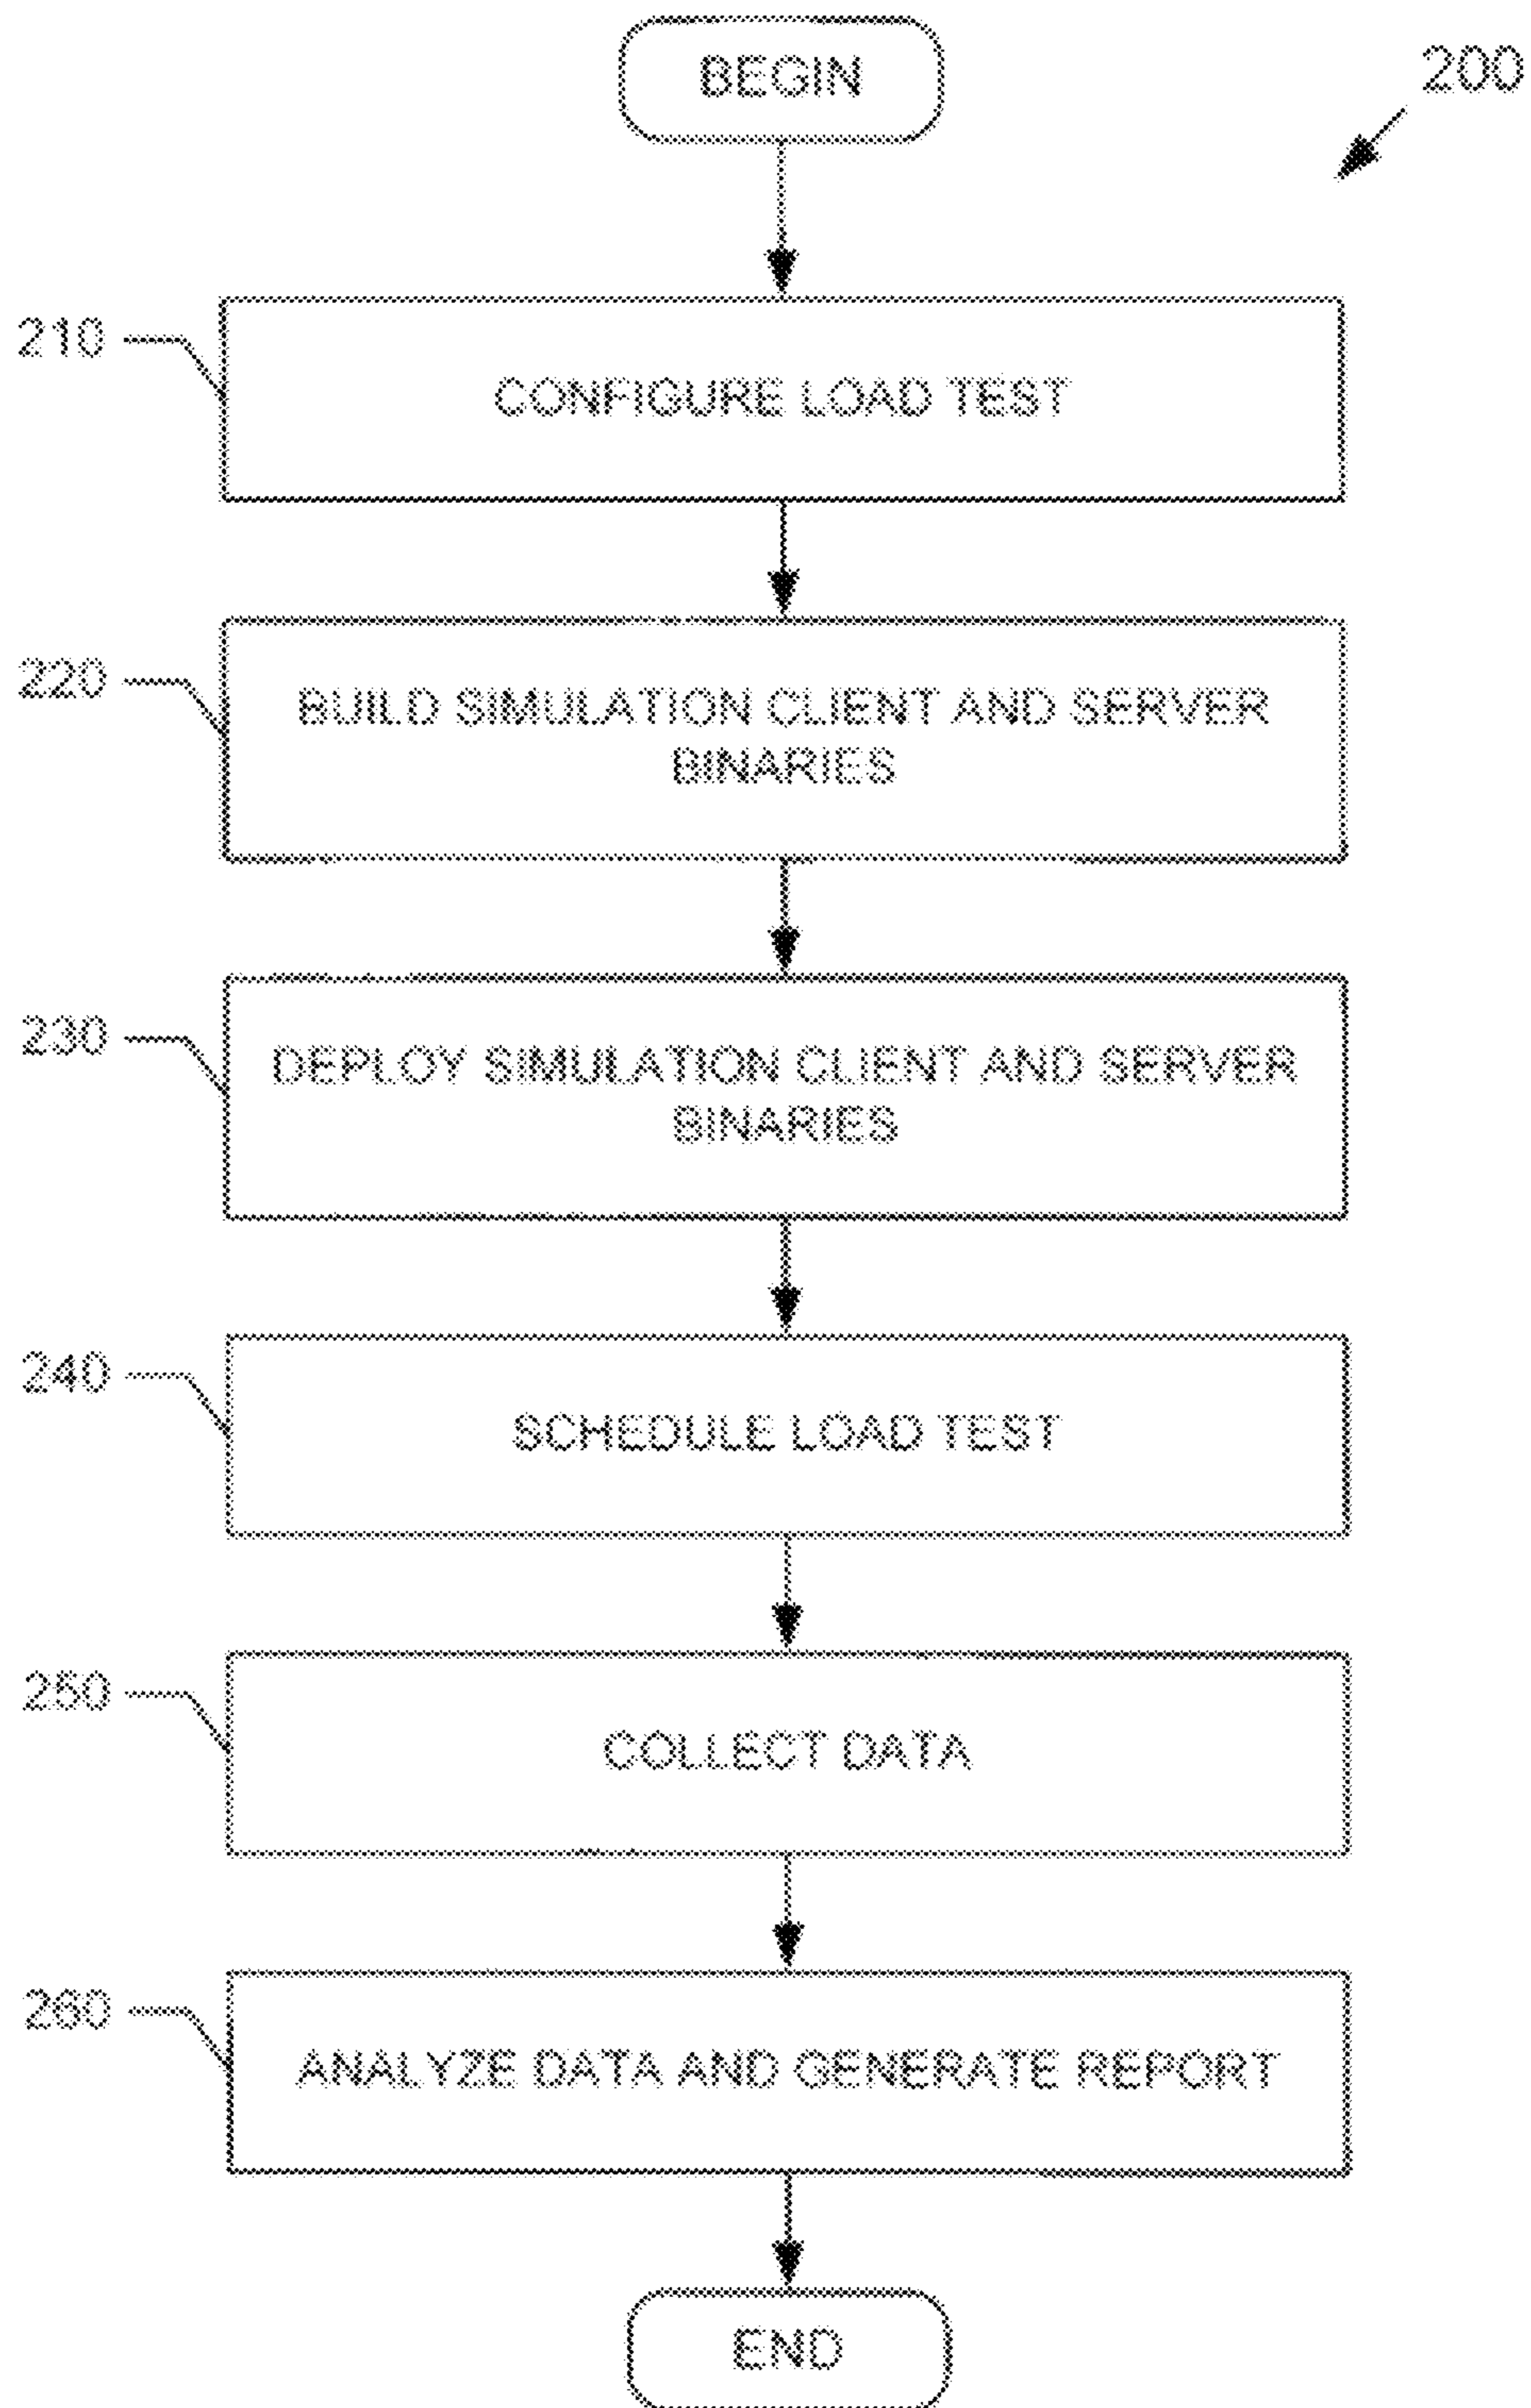 BEGIN
200
210
CONFIGURE LOAD TEST
220
BUILD SIMULATION CLIENT AND SERVER
BINARIES
230
DEPLOY SIMULATION CLIENT AND SERVER
BINARIES
240
SCHEDULE LOAD TEST
250
COLLECT DATA
260
ANALYZE DATA AND GENERATE REPORT
END